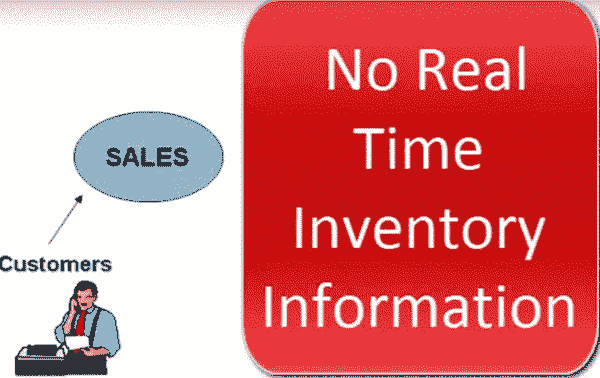 SALES
Customers
No Real
Time
Inventory
Information